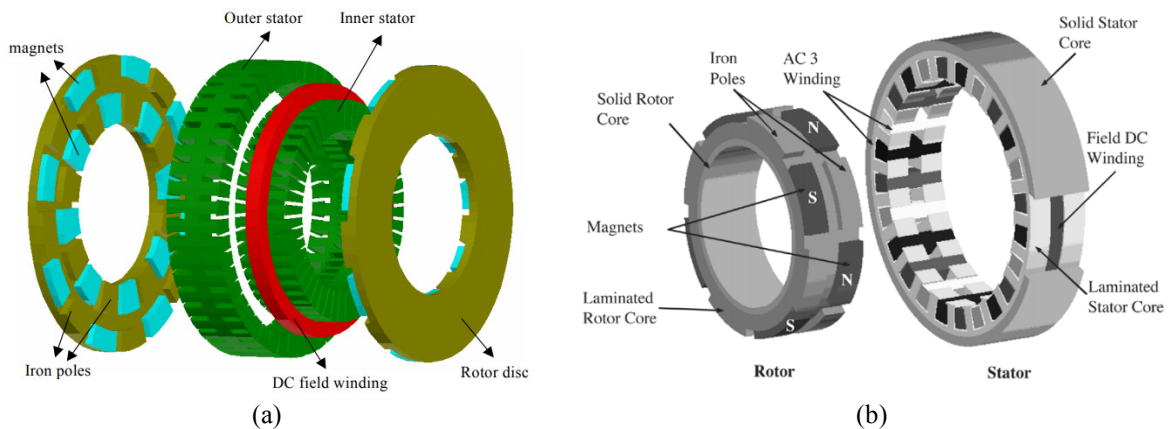 Outer stator
Inner stator
magnets
Iron poles
DC field winding
Rotor disc
(a)
Solid Stator
Core
Iron
Poles
AC 3
Winding
Solid Rotor
Core
N
S
Field DC
Winding
Magnets
N
Laminated
Rotor Core
S
Laminated
Stator Core
Rotor
Stator
(b)